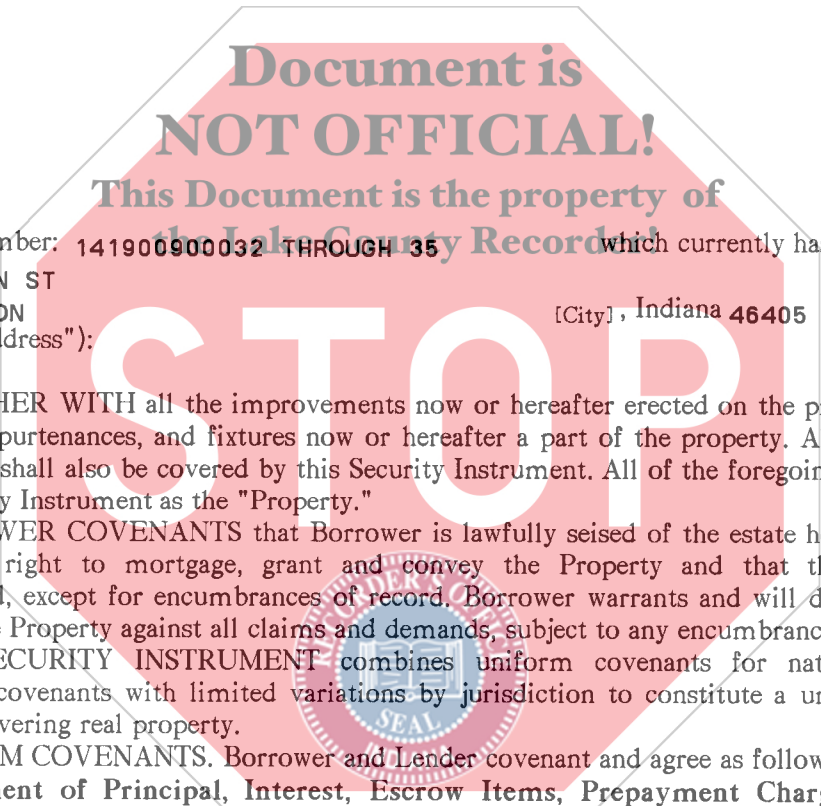 Document is
NOT OFFICIAL!
This Document is the property of
the Lake County Recorder!
mber: 141900900032 THROUGH 35 which currently ha
N ST
ON [City], Indiana 46405
ddress"):
STOP
HER WITH all the improvements now or hereafter erected on the p
purtenances, and fixtures now or hereafter a part of the property. A
shall also be covered by this Security Instrument. All of the foregoin
y Instrument as the "Property."
WER COVENANTS that Borrower is lawfully seised of the estate h
right to mortgage, grant and convey the Property and that th
d, except for encumbrances of record. Borrower warrants and will d
e Property against all claims and demands, subject to any encumbranc
ECURITY INSTRUMENT combines uniform covenants for nat
covenants with limited variations by jurisdiction to constitute a un
vering real property.
RECORDER'S OFFICE
SEAL
M COVENANTS. Borrower and Lender covenant and agree as follow
ent of Principal, Interest, Escrow Items, Prepayment Charg